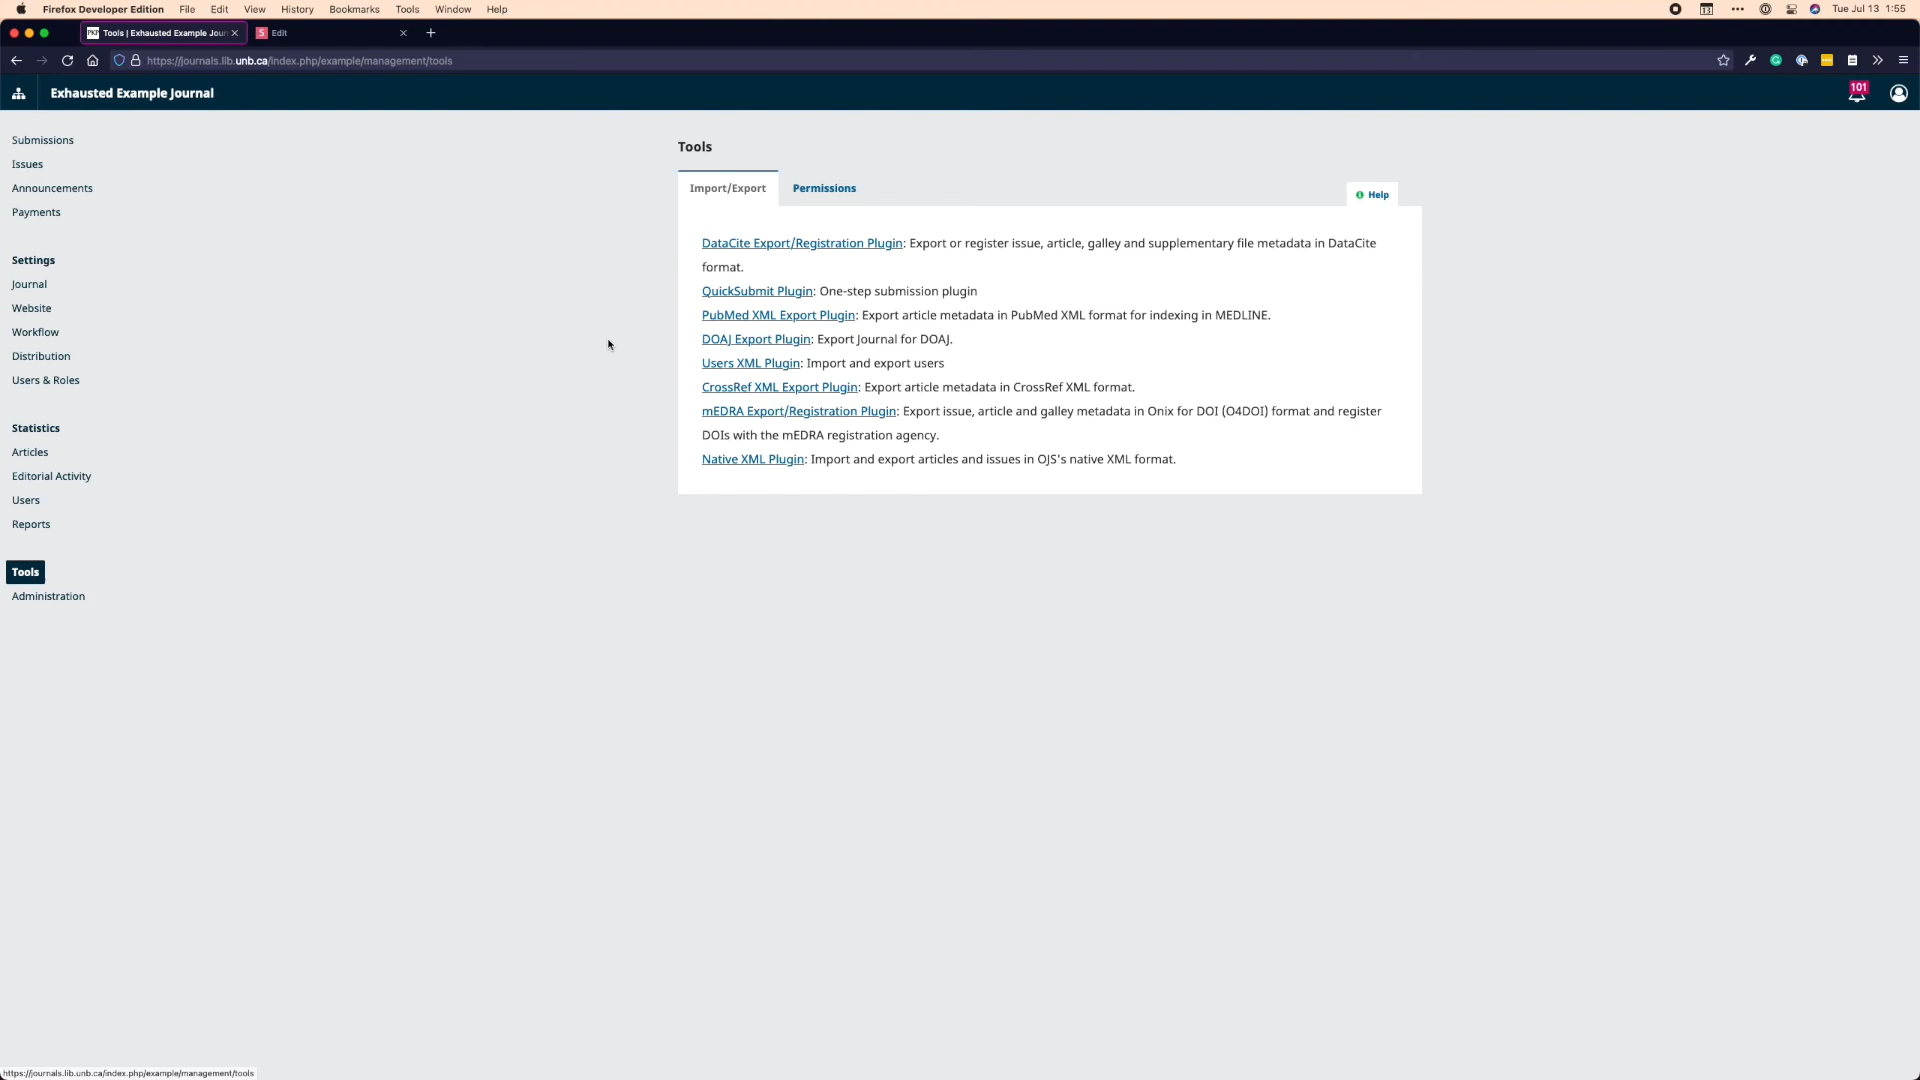 Firefox Developer Edition File Edit View History Bookmarks Tools Window Help
13 Tue Jul 13 1:55
PKP Tools | Exhausted Example Jour
S Edit
https://journals.lib.unb.ca/index.php/example/management/tools
Exhausted Example Journal
101
Submissions
Issues
Announcements
Payments
Settings
Journal
Website
Workflow
Distribution
Users & Roles
Statistics
Articles
Editorial Activity
Users
Reports
Tools
Administration
Tools
Import/Export Permissions
Help
DataCite Export/Registration Plugin: Export or register issue, article, galley and supplementary file metadata in DataCite
format.
QuickSubmit Plugin: One-step submission plugin
PubMed XML Export Plugin: Export article metadata in PubMed XML format for indexing in MEDLINE.
DOAJ Export Plugin: Export Journal for DOAJ.
Users XML Plugin: Import and export users
CrossRef XML Export Plugin: Export article metadata in CrossRef XML format.
mEDRA Export/Registration Plugin: Export issue, article and galley metadata in Onix for DOI (O4DOI) format and register
DOIs with the mEDRA registration agency.
Native XML Plugin: Import and export articles and issues in OJS's native XML format.
https://journals.lib.unb.ca/index.php/example/management/tools